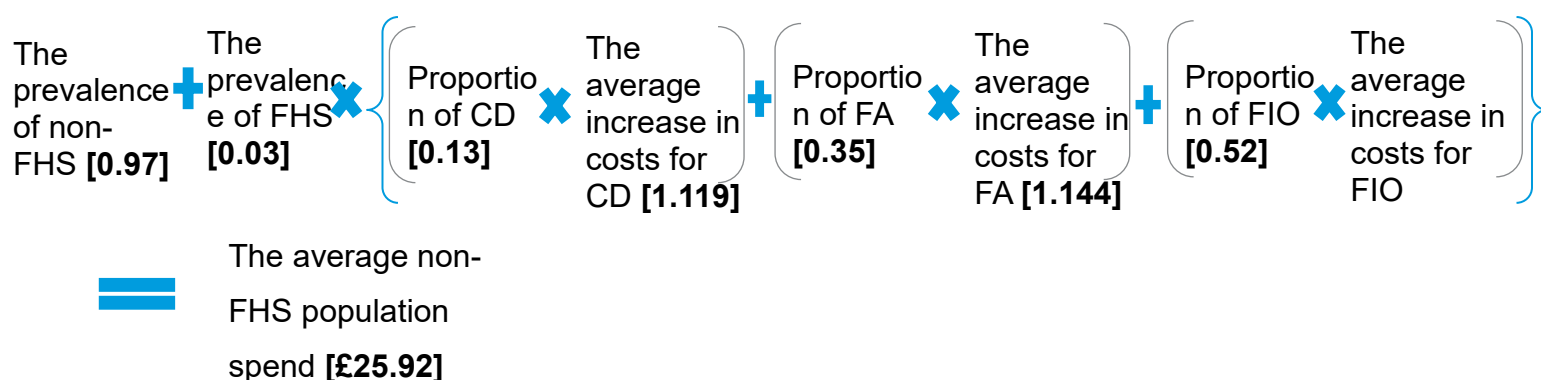 The
prevalence
of non-
FHS [0.97]
+
The
prevalenc
e of FHS
[0.03]
×
{
(
Proportio
n of CD
[0.13]
×
The
average
increase in
costs for
CD [1.119]
)
+
(
Proportio
n of FA
[0.35]
×
The
average
increase in
costs for
FA [1.144]
)
+
(
Proportio
n of FIO
[0.52]
×
The
average
increase in
costs for
FIO
)
}
=
The average non-
FHS population
spend [£25.92]